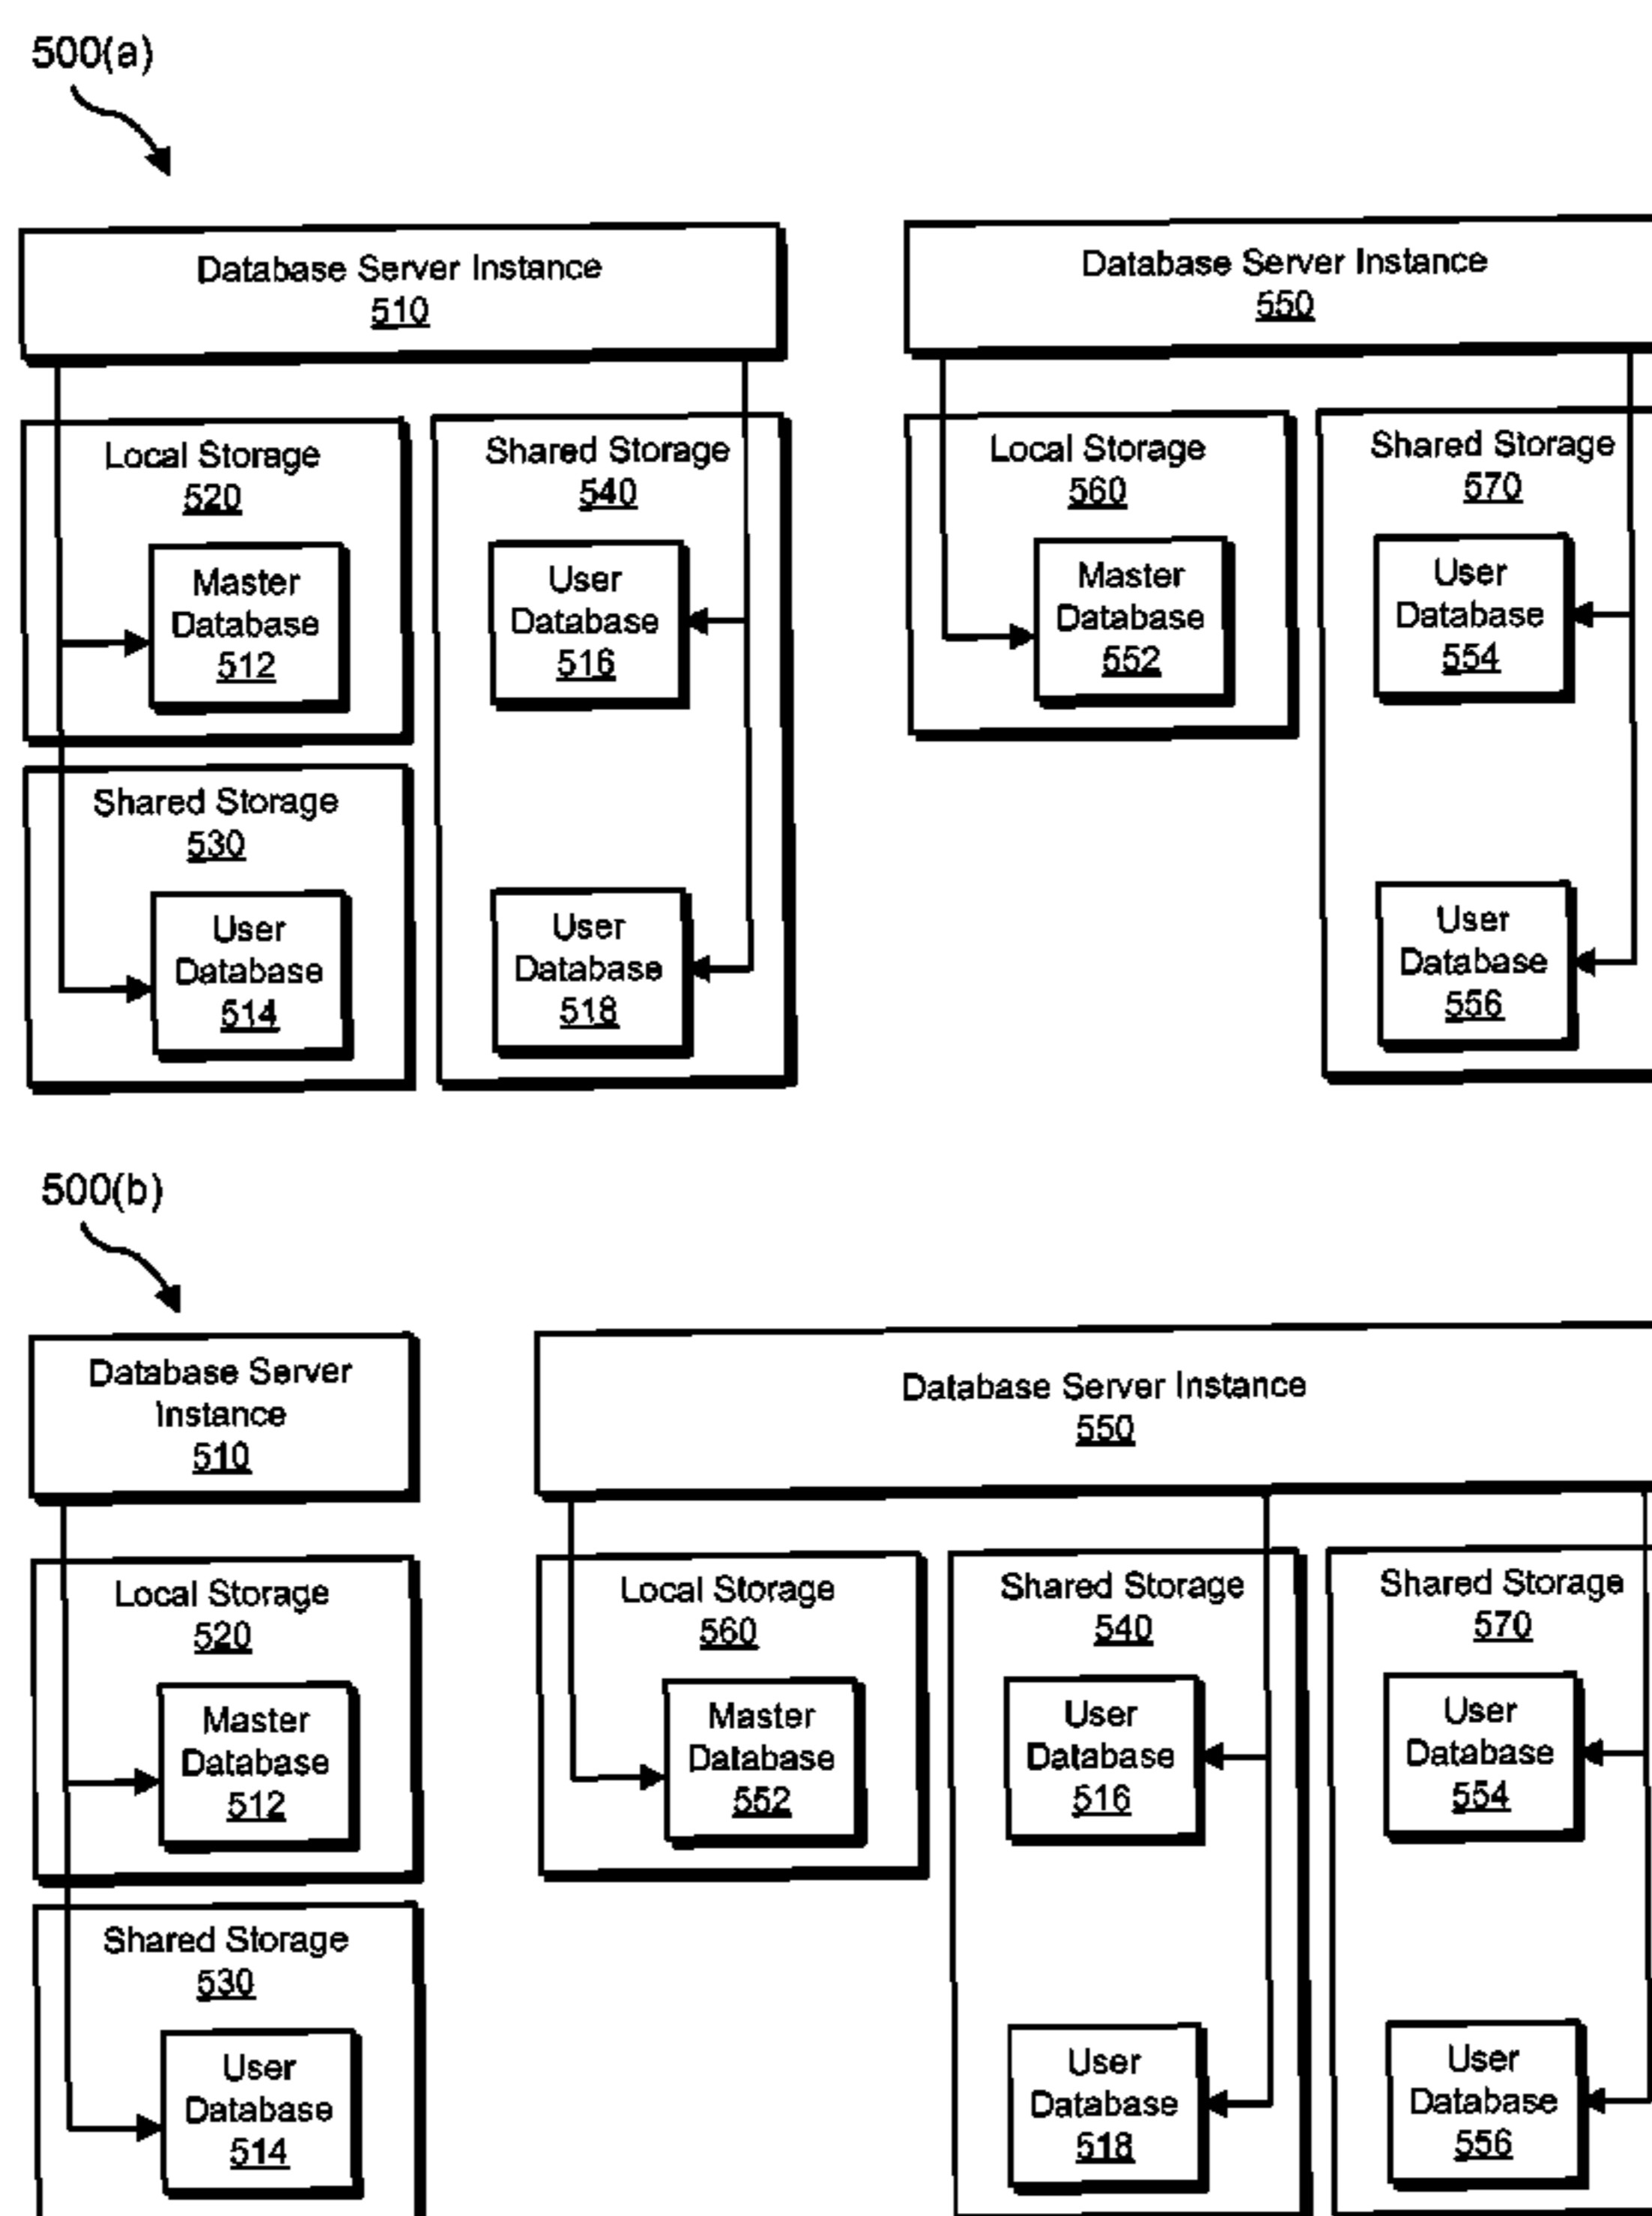 500(a)
Database Server Instance
510
Database Server Instance
550
Local Storage
520
Master
Database
512
Shared Storage
530
User
Database
514
Shared Storage
540
User
Database
516
User
Database
518
Local Storage
560
Master
Database
552
Shared Storage
570
User
Database
554
User
Database
556
500(b)
Database Server
Instance
510
Database Server Instance
550
Local Storage
520
Master
Database
512
Shared Storage
530
User
Database
514
Local Storage
560
Master
Database
552
Shared Storage
540
User
Database
516
User
Database
518
Shared Storage
570
User
Database
554
User
Database
556